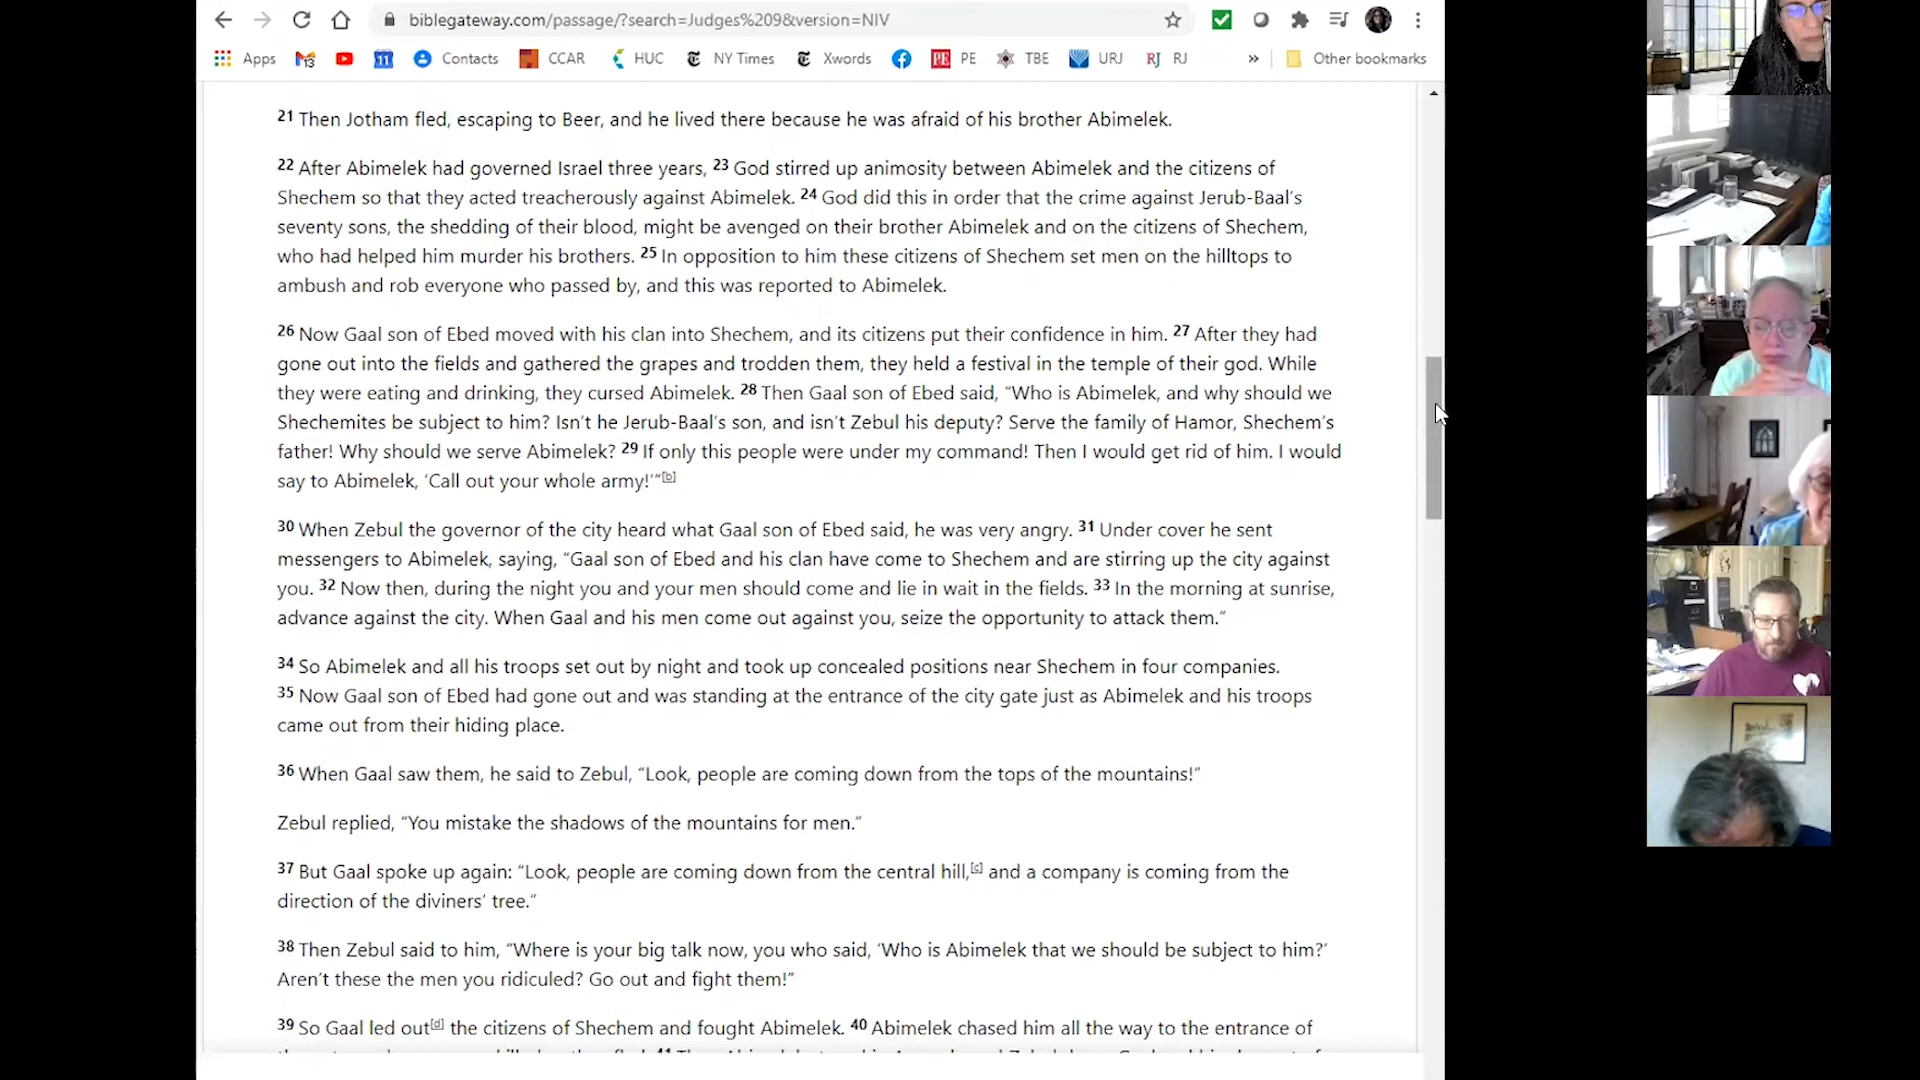 biblegateway.com/passage/?search=Judges%209&version=NIV
Apps 13 11 Contacts CCAR HUC NY Times Xwords PE PE TBE URJ RJ RJ » Other bookmarks
21 Then Jotham fled, escaping to Beer, and he lived there because he was afraid of his brother Abimelek.
22 After Abimelek had governed Israel three years, 23 God stirred up animosity between Abimelek and the citizens of
Shechem so that they acted treacherously against Abimelek. 24 God did this in order that the crime against Jerub-Baal’s
seventy sons, the shedding of their blood, might be avenged on their brother Abimelek and on the citizens of Shechem,
who had helped him murder his brothers. 25 In opposition to him these citizens of Shechem set men on the hilltops to
ambush and rob everyone who passed by, and this was reported to Abimelek.
26 Now Gaal son of Ebed moved with his clan into Shechem, and its citizens put their confidence in him. 27 After they had
gone out into the fields and gathered the grapes and trodden them, they held a festival in the temple of their god. While
they were eating and drinking, they cursed Abimelek. 28 Then Gaal son of Ebed said, “Who is Abimelek, and why should we
Shechemites be subject to him? Isn’t he Jerub-Baal’s son, and isn’t Zebul his deputy? Serve the family of Hamor, Shechem’s
father! Why should we serve Abimelek? 29 If only this people were under my command! Then I would get rid of him. I would
say to Abimelek, ‘Call out your whole army!’”[b]
30 When Zebul the governor of the city heard what Gaal son of Ebed said, he was very angry. 31 Under cover he sent
messengers to Abimelek, saying, “Gaal son of Ebed and his clan have come to Shechem and are stirring up the city against
you. 32 Now then, during the night you and your men should come and lie in wait in the fields. 33 In the morning at sunrise,
advance against the city. When Gaal and his men come out against you, seize the opportunity to attack them.”
34 So Abimelek and all his troops set out by night and took up concealed positions near Shechem in four companies.
35 Now Gaal son of Ebed had gone out and was standing at the entrance of the city gate just as Abimelek and his troops
came out from their hiding place.
36 When Gaal saw them, he said to Zebul, “Look, people are coming down from the tops of the mountains!”
Zebul replied, “You mistake the shadows of the mountains for men.”
37 But Gaal spoke up again: “Look, people are coming down from the central hill,[c] and a company is coming from the
direction of the diviners’ tree.”
38 Then Zebul said to him, “Where is your big talk now, you who said, ‘Who is Abimelek that we should be subject to him?’
Aren’t these the men you ridiculed? Go out and fight them!”
39 So Gaal led out[d] the citizens of Shechem and fought Abimelek. 40 Abimelek chased him all the way to the entrance of